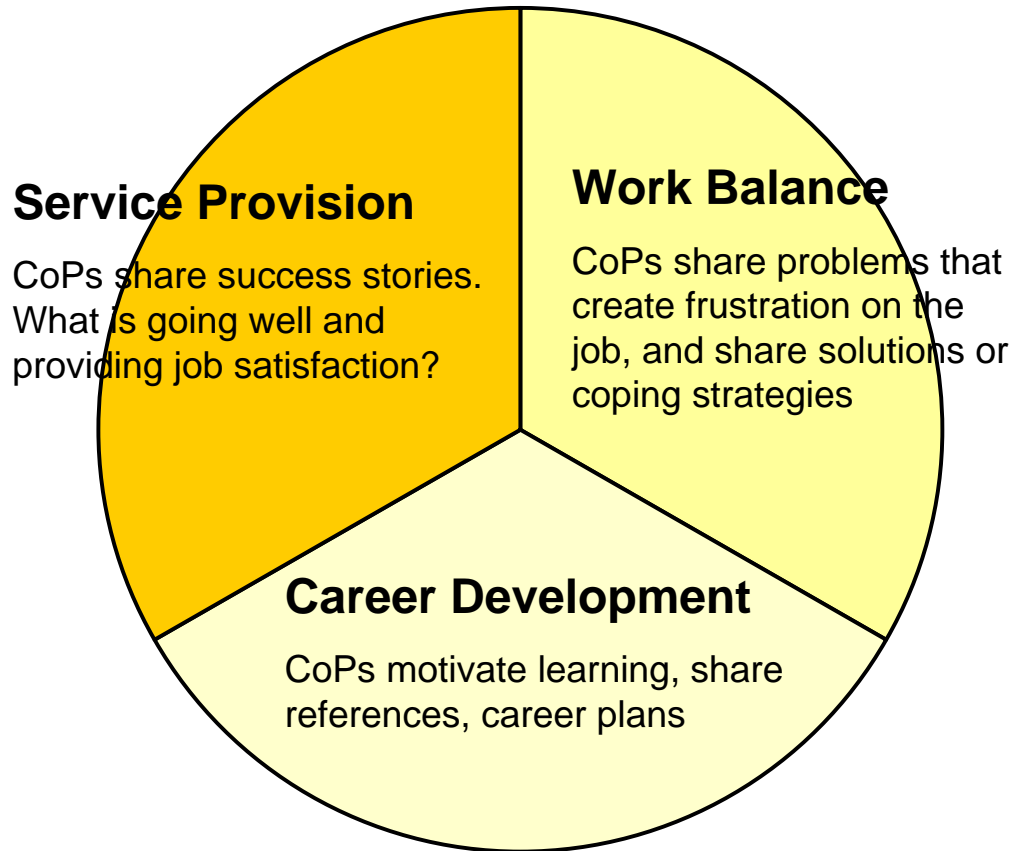 Service Provision
CoPs share success stories.
What is going well and
providing job satisfaction?
Work Balance
CoPs share problems that
create frustration on the
job, and share solutions or
coping strategies
Career Development
CoPs motivate learning, share
references, career plans